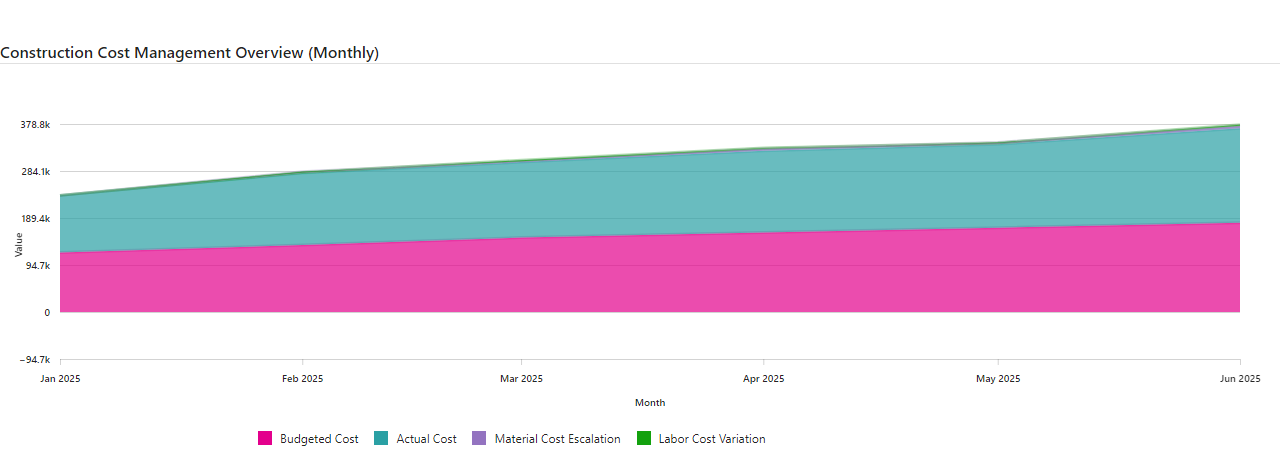 Construction Cost Management Overview (Monthly)
378.8k
284.1k
189.4k
Value
94.7k
0
−94.7k
Jan 2025 Feb 2025 Mar 2025 Apr 2025 May 2025 Jun 2025
Month
Budgeted Cost Actual Cost Material Cost Escalation Labor Cost Variation